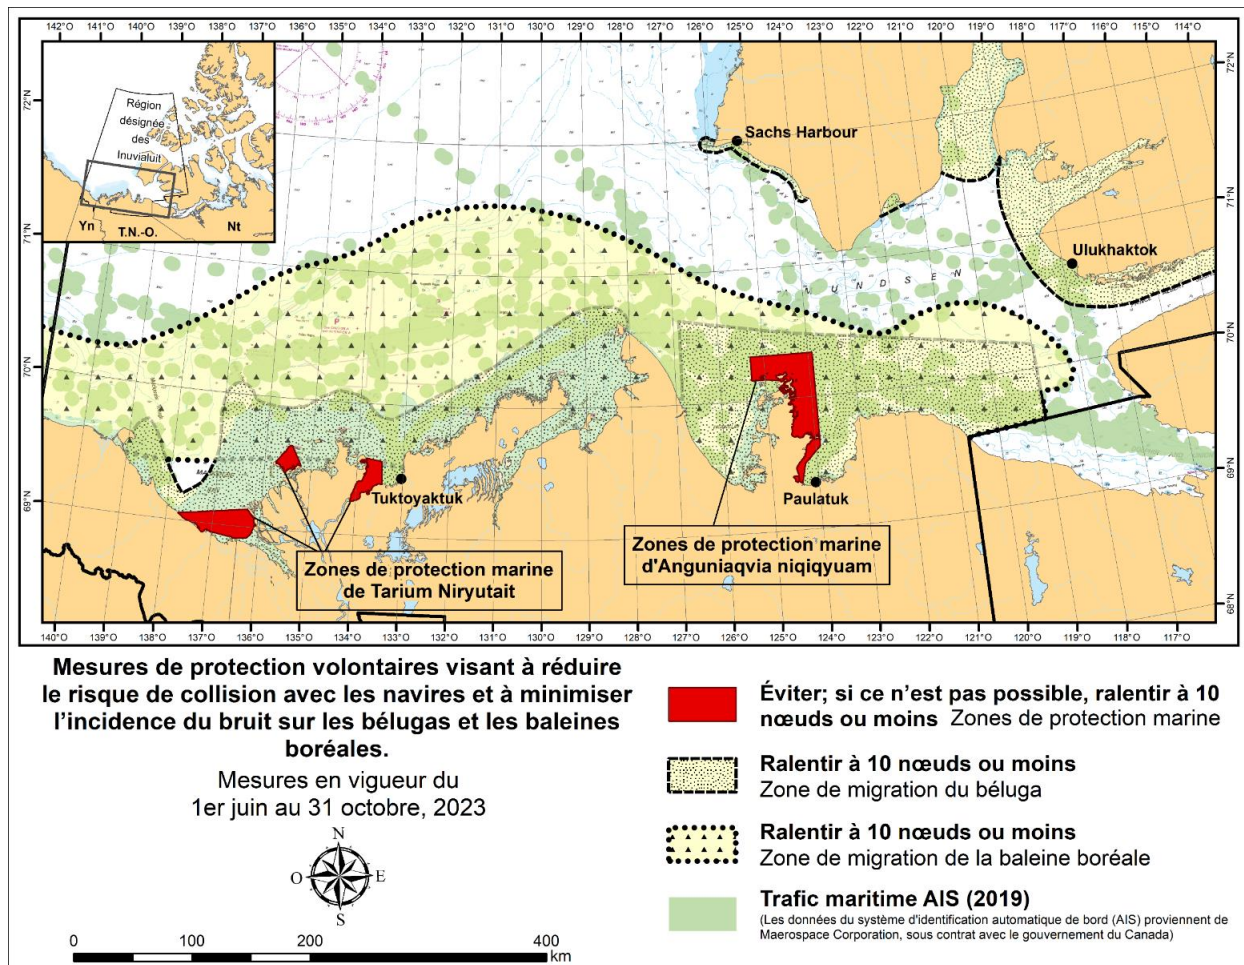 142°O 141°O 140°O 139°O 138°O 137°O 136°O 135°O 134°O 133°O 132°O 131°O 130°O 129°O 128°O 127°O 126°O 125°O 124°O 123°O 122°O 121°O 120°O 119°O 118°O 117°O 116°O 115°O 114°O
72°N
72°N
Région
désignée
des
Inuvialuit
Yn
T.N.-O.
Nt
Sachs Harbour
71°N
71°N
Ulukhaktok
UNDSEN
70°N
70°N
69°N
69°N
Tuktoyaktuk
Paulatuk
Zones de protection marine
d'Anguniaqvia niqiqyuam
Zones de protection marine
de Tarium Niryutait
68°N
140°O 139°O 138°O 137°O 136°O 135°O 134°O 133°O 132°O 131°O 130°O 129°O 128°O 127°O 126°O 125°O 124°O 123°O 122°O 121°O 120°O 119°O 118°O 117°O
Mesures de protection volontaires visant à réduire
le risque de collision avec les navires et à minimiser
l'incidence du bruit sur les bélugas et les baleines
boréales.
Mesures en vigueur du
1er juin au 31 octobre, 2023
N
O
E
S
0 100 200 400
km
Éviter; si ce n'est pas possible, ralentir à 10
nœuds ou moins Zones de protection marine
Ralentir à 10 nœuds ou moins
Zone de migration du béluga
Ralentir à 10 nœuds ou moins
Zone de migration de la baleine boréale
Trafic maritime AIS (2019)
(Les données du système d'identification automatique de bord (AIS) proviennent de
Maerospace Corporation, sous contrat avec le gouvernement du Canada)